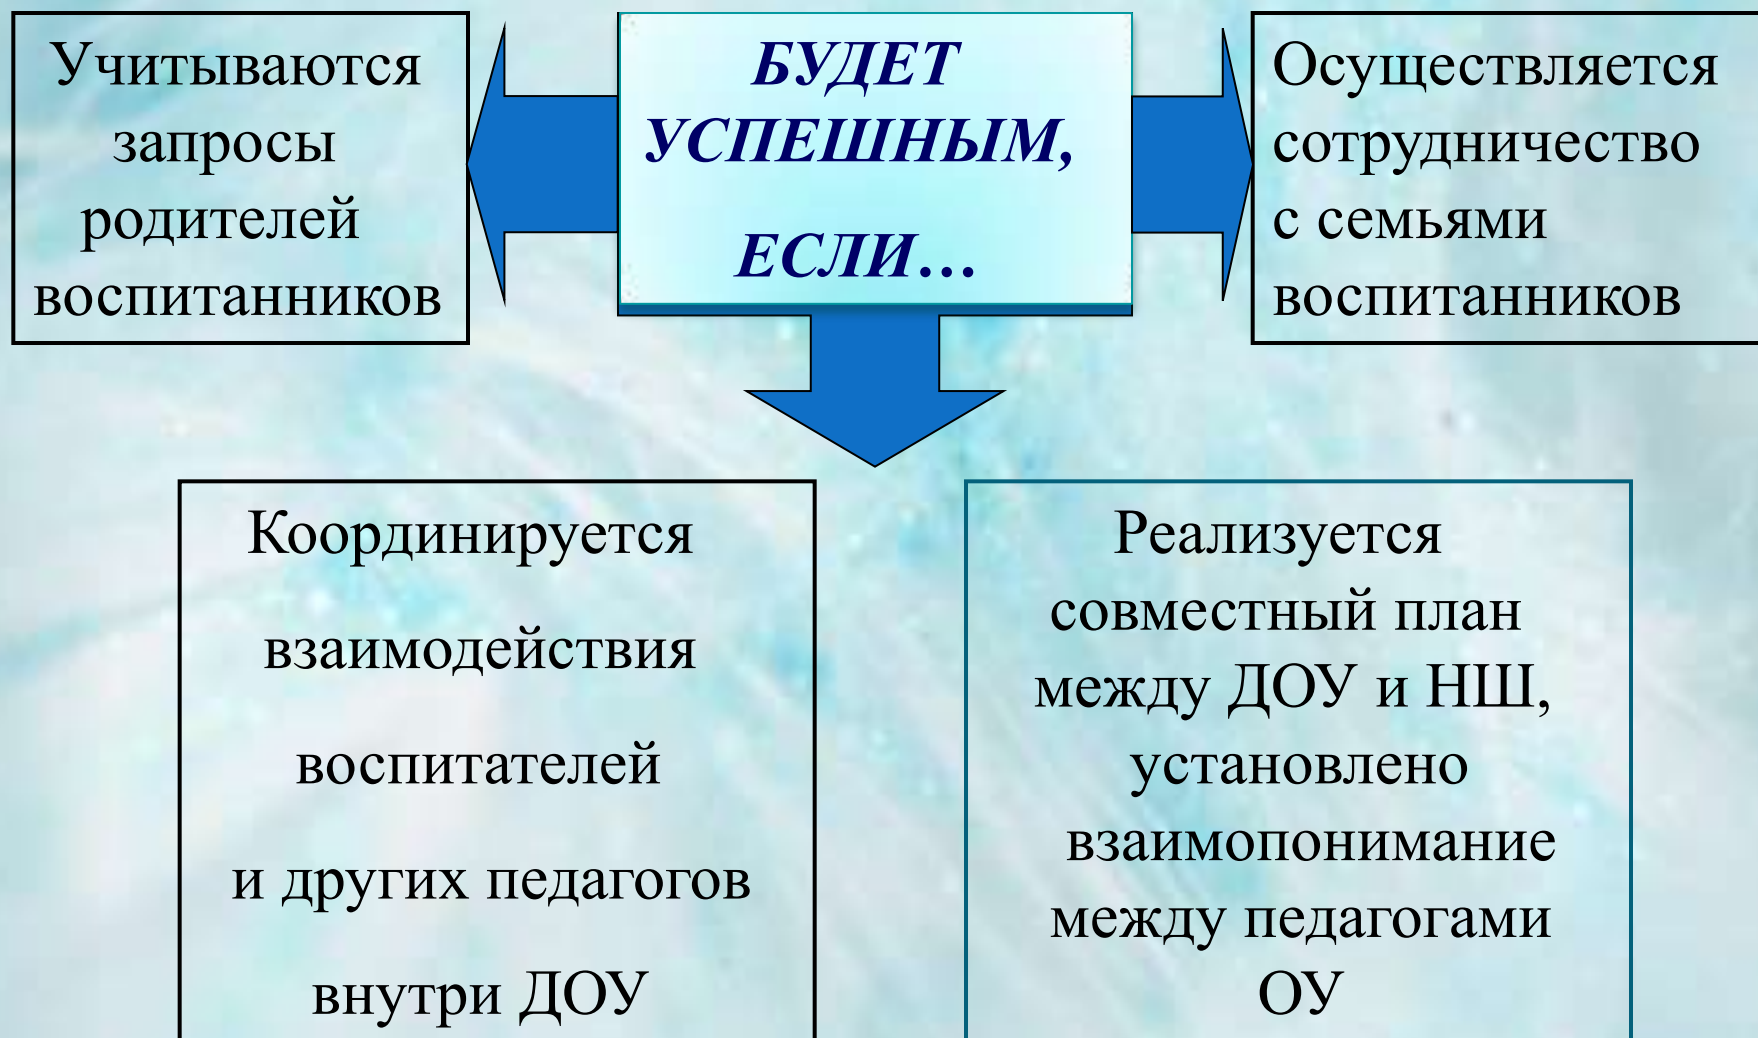 Учитываются
запросы
родителей
воспитанников
БУДЕТ
УСПЕШНЫМ,
ЕСЛИ…
Осуществляется
сотрудничество
с семьями
воспитанников
Координируется
взаимодействия
воспитателей
и других педагогов
внутри ДОУ
Реализуется
совместный план
между ДОУ и НШ,
установлено
взаимопонимание
между педагогами
ОУ